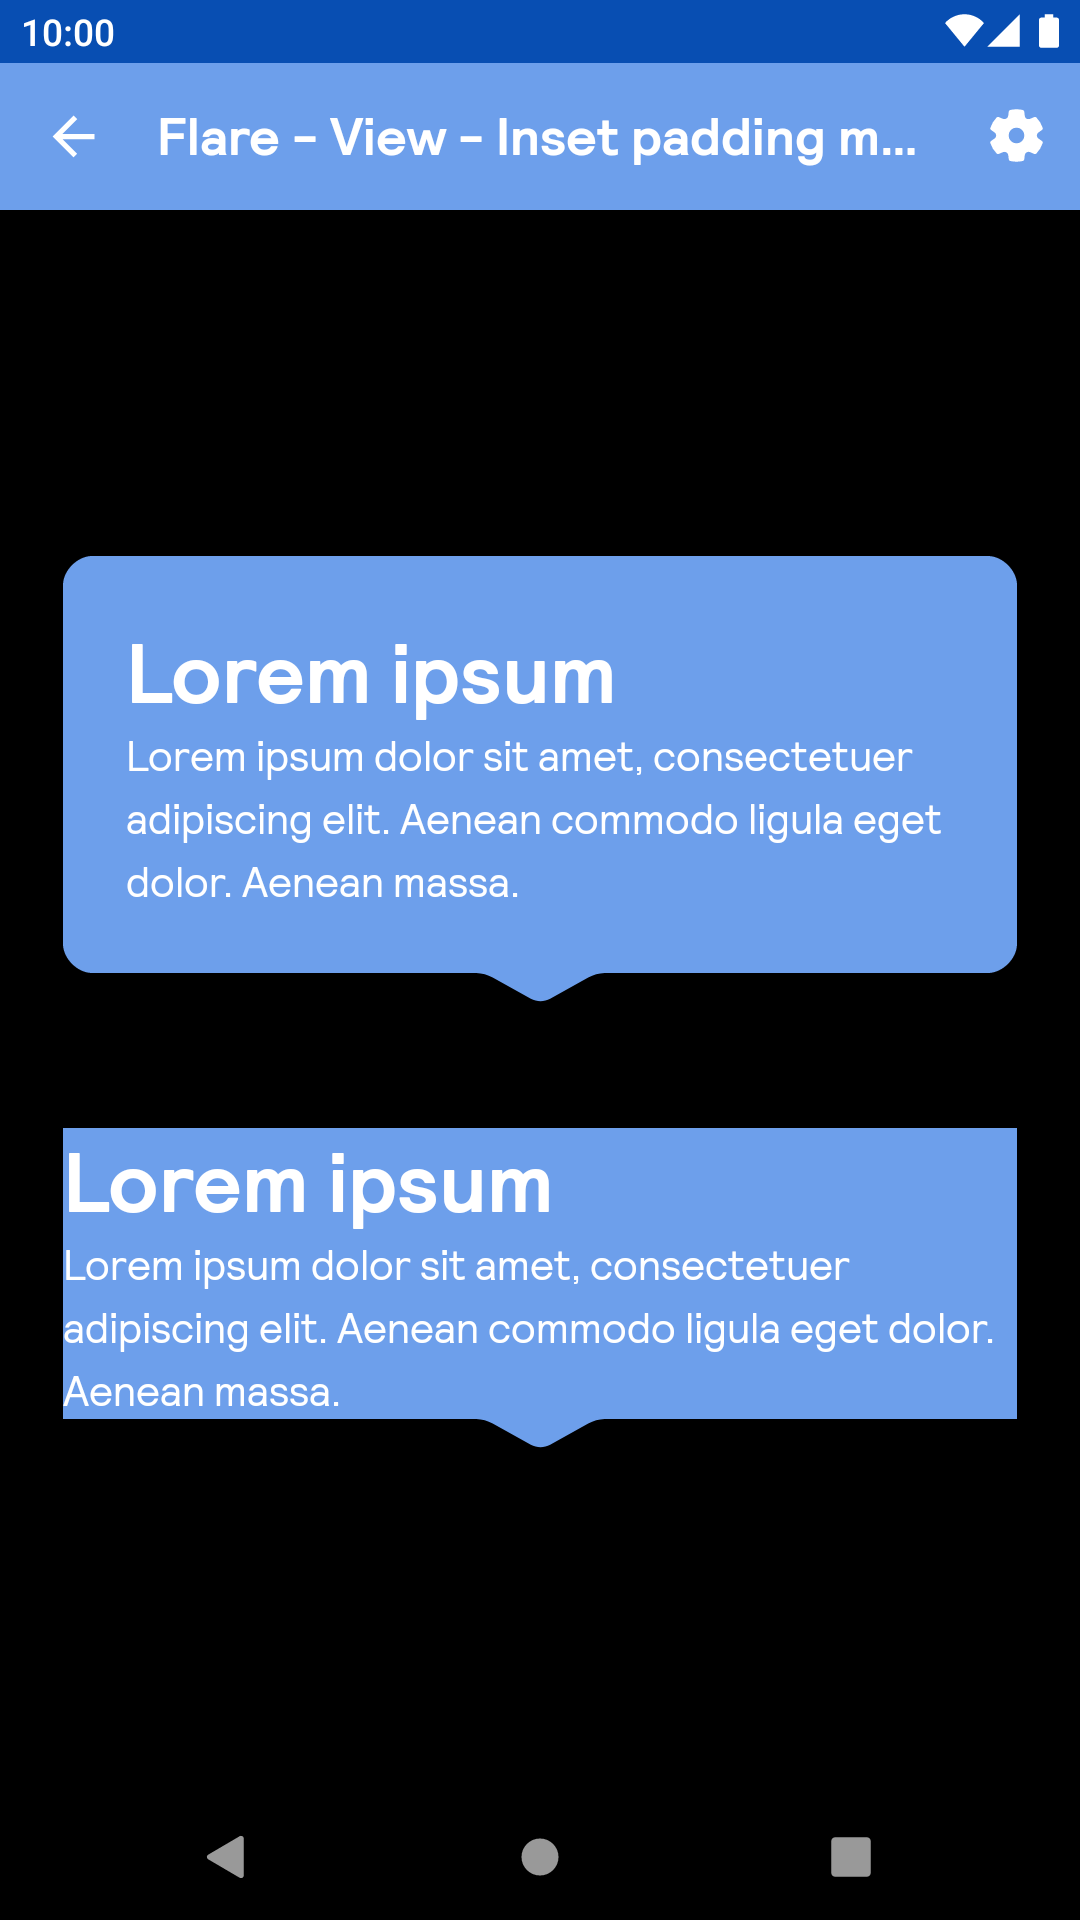 10:00
Flare - View - Inset padding m...
Lorem ipsum
Lorem ipsum dolor sit amet, consectetuer
adipiscing elit. Aenean commodo ligula eget
dolor. Aenean massa.
Lorem ipsum
Lorem ipsum dolor sit amet, consectetuer
adipiscing elit. Aenean commodo ligula eget dolor.
Aenean massa.